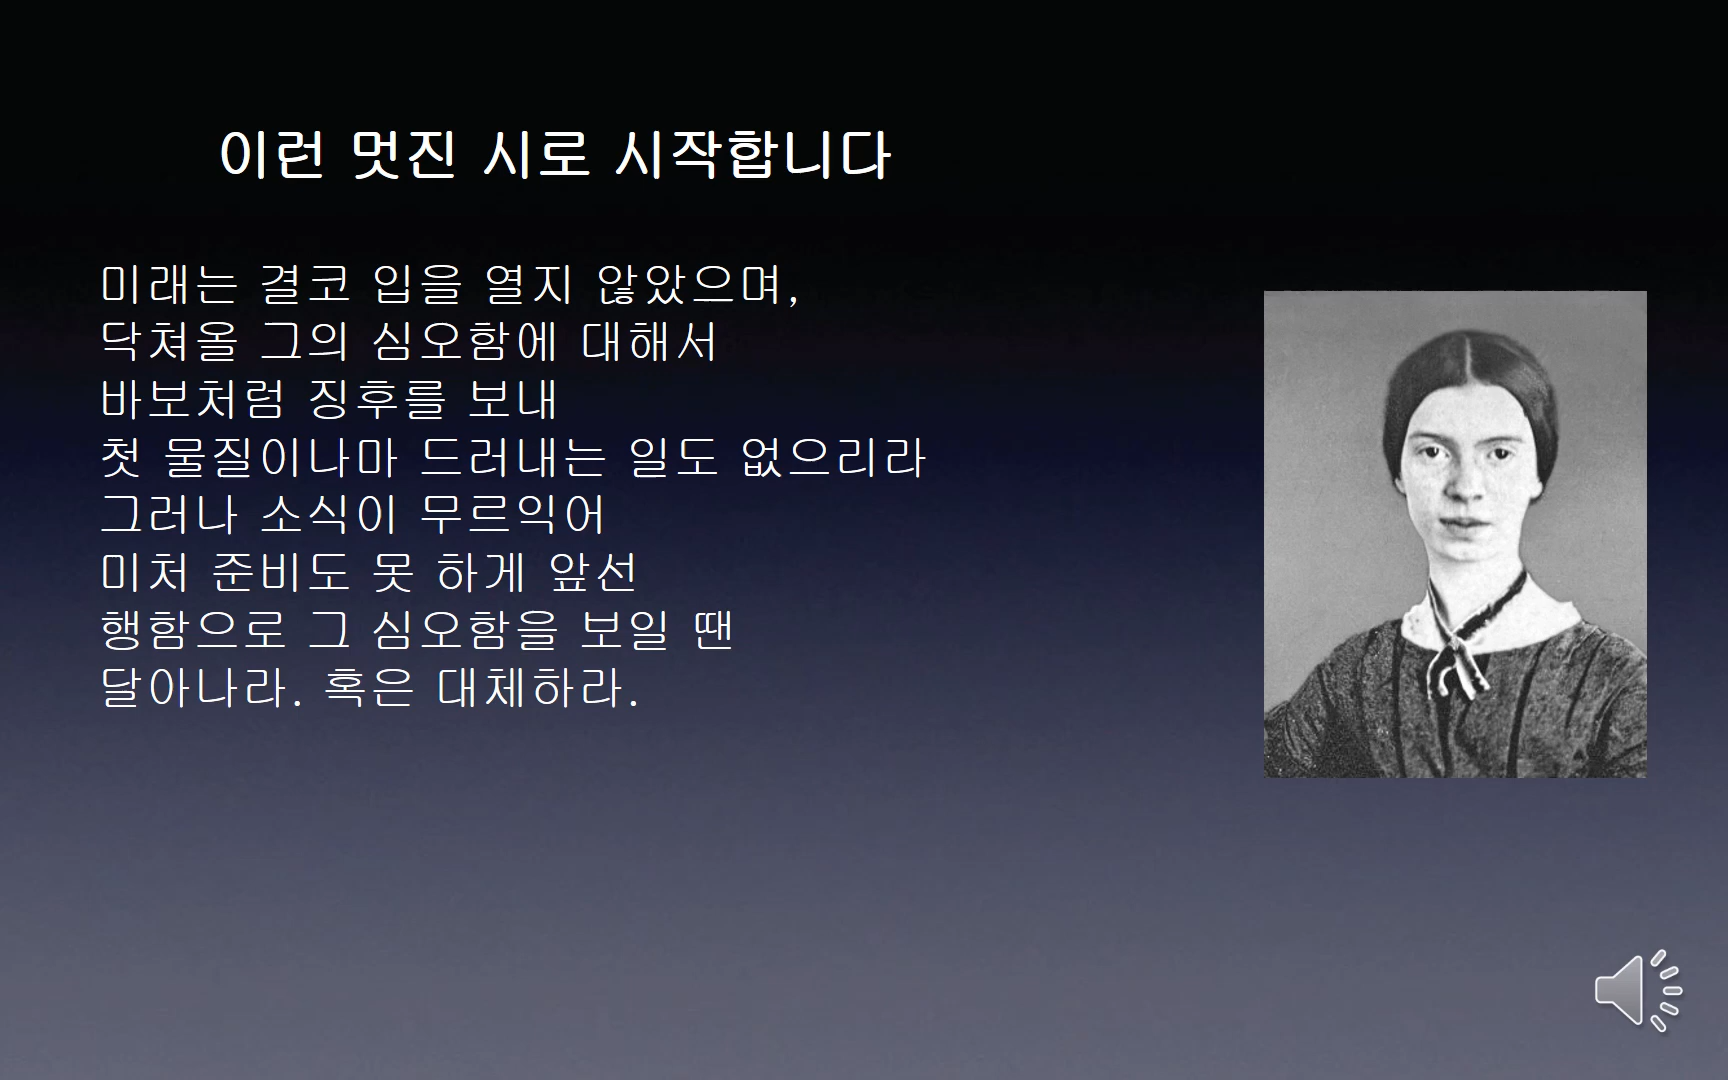 이런 멋진 시로 시작합니다
미래는 결코 입을 열지 않았으며,
닥쳐올 그의 심오함에 대해서
바보처럼 징후를 보내
첫 물질이나마 드러내는 일도 없으리라
그러나 소식이 무르익어
미처 준비도 못 하게 앞선
행함으로 그 심오함을 보일 땐
달아나라. 혹은 대체하라.